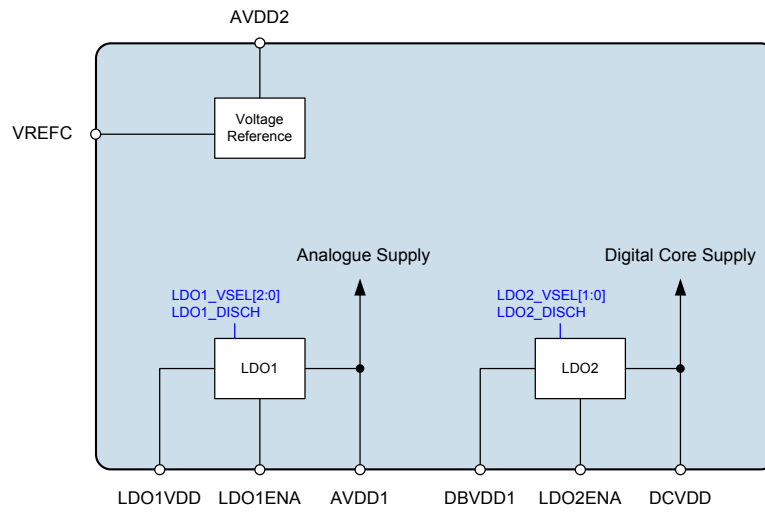 AVDD2
VREFC
Voltage
Reference
Analogue Supply
Digital Core Supply
LDO1_VSEL[2:0]
LDO1_DISCH
LDO2_VSEL[1:0]
LDO2_DISCH
LDO1
LDO2
LDO1VDD
LDO1ENA
AVDD1
DBVDD1
LDO2ENA
DCVDD